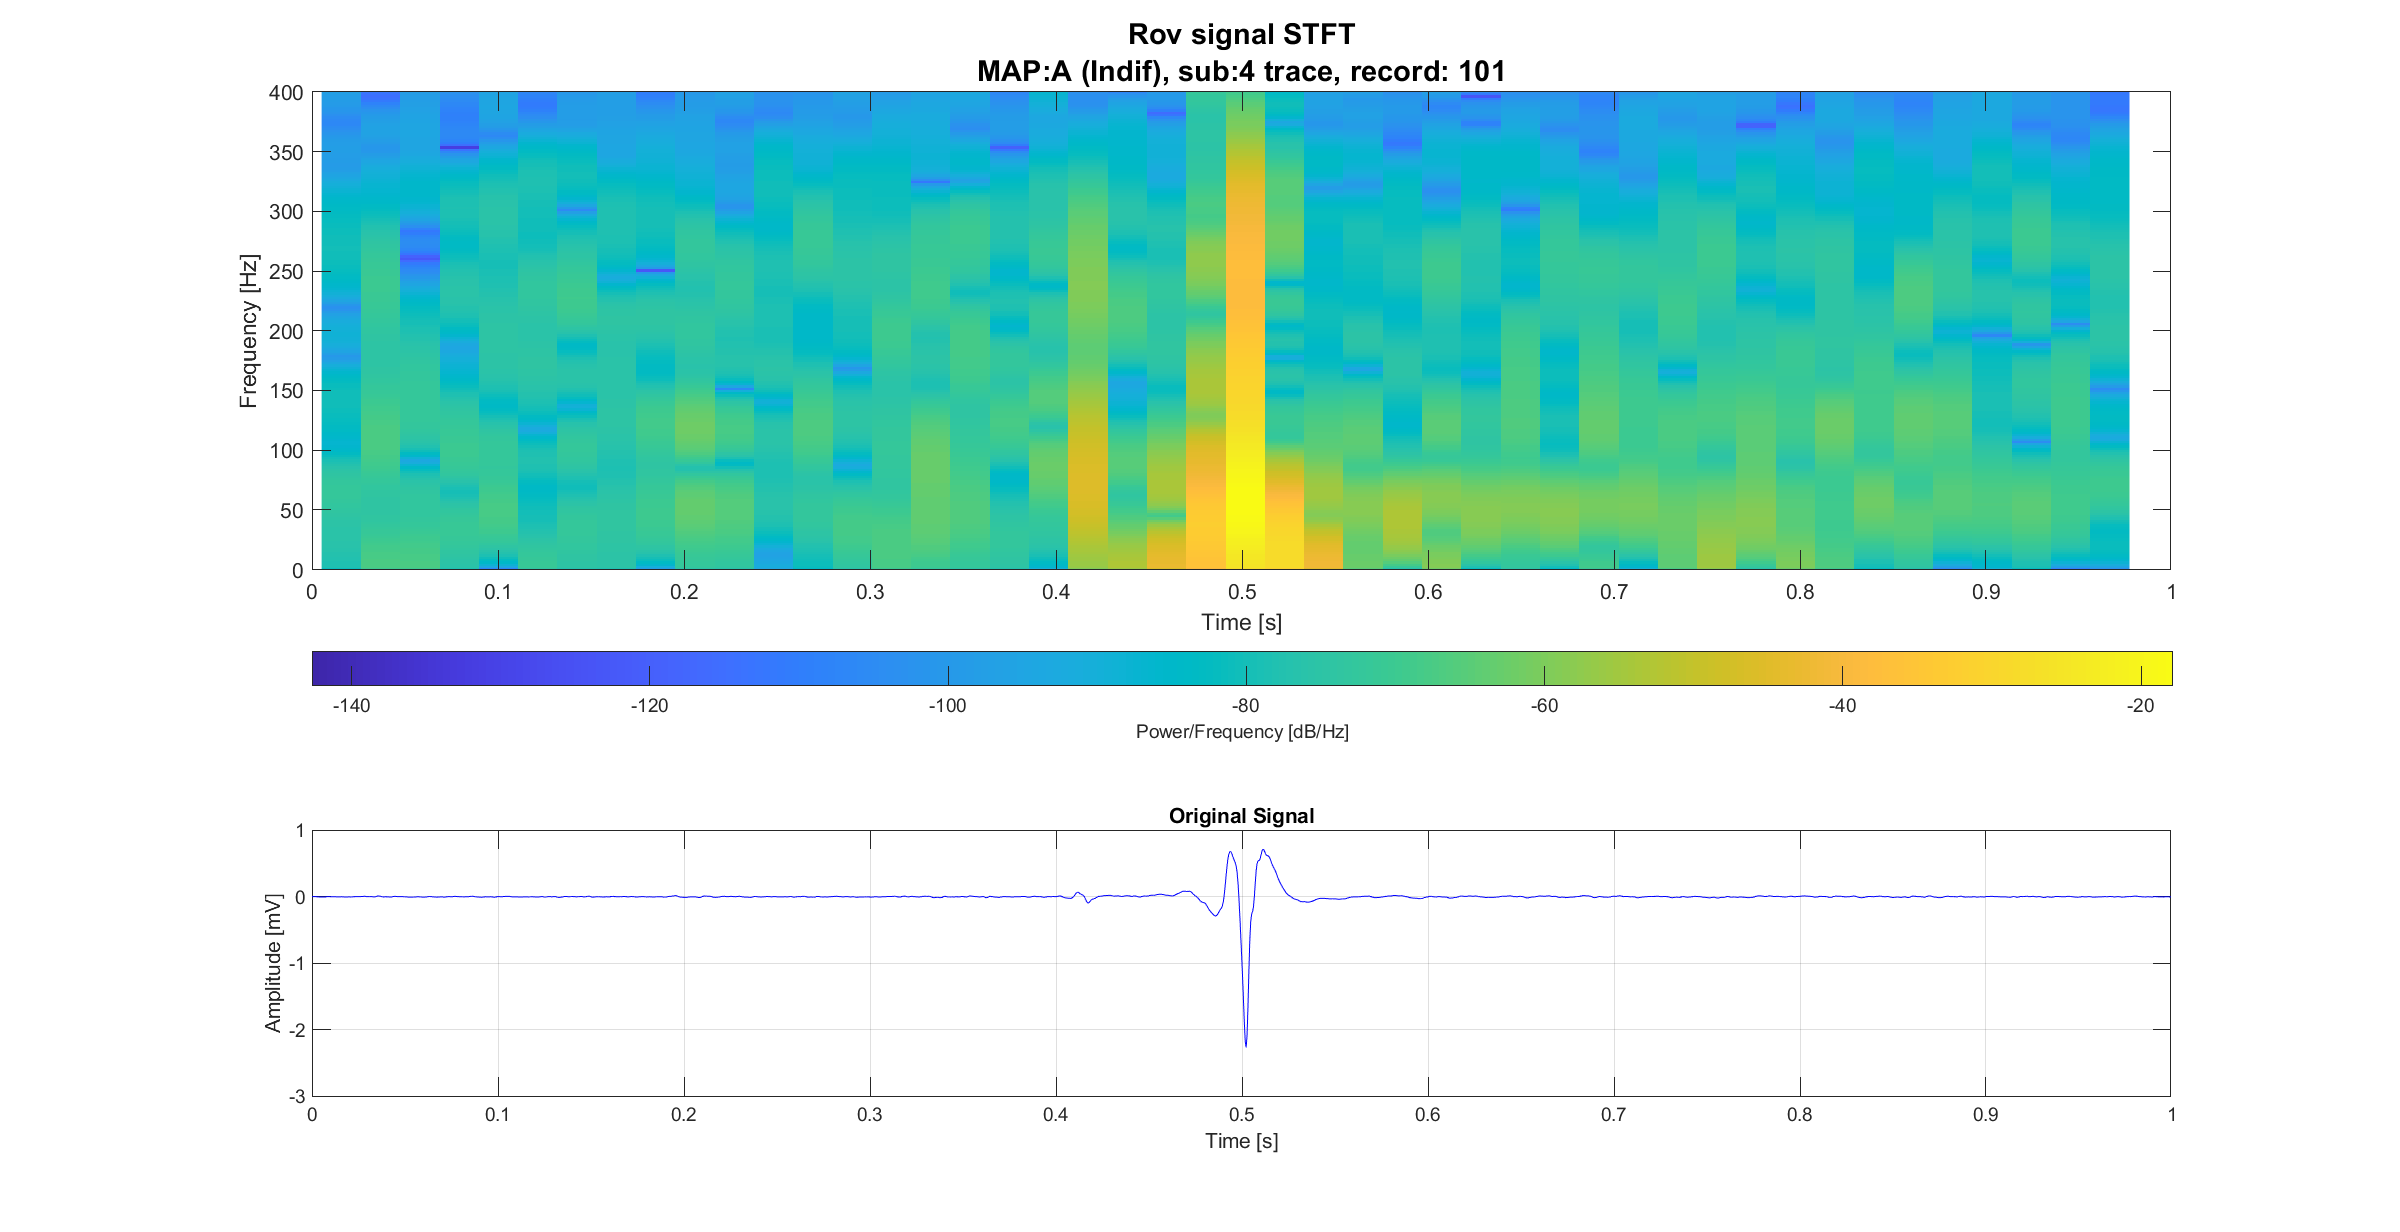 Rov signal STFT
MAP:A (Indif), sub:4 trace, record: 101
400
350
300
250
200
150
100
50
0
Frequency [Hz]
0 0.1 0.2 0.3 0.4 0.5 0.6 0.7 0.8 0.9 1
Time [s]
-140 -120 -100 -80 -60 -40 -20
Power/Frequency [dB/Hz]
Original Signal
1
0
-1
-2
-3
Amplitude [mV]
0 0.1 0.2 0.3 0.4 0.5 0.6 0.7 0.8 0.9 1
Time [s]